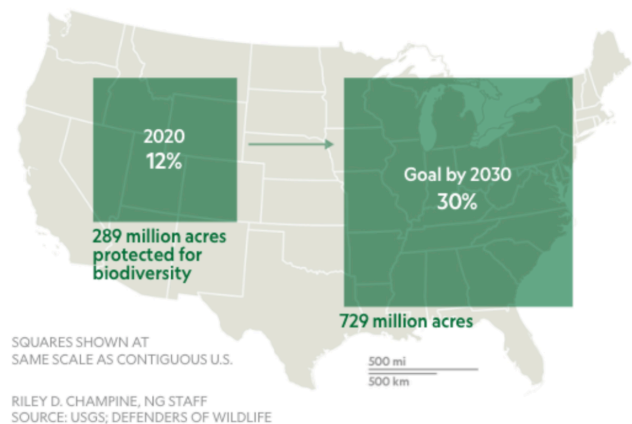 2020
12%
Goal by 2030
30%
289 million acres
protected for
biodiversity
729 million acres
SQUARES SHOWN AT
SAME SCALE AS CONTIGUOUS U.S.
500 mi
500 km
RILEY D. CHAMPINE, NG STAFF
SOURCE: USGS; DEFENDERS OF WILDLIFE